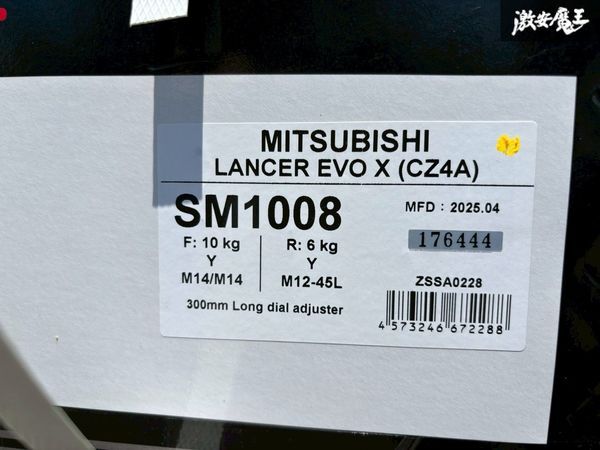 激安魔王
MITSUBISHI
LANCER EVO X (CZ4A)
SM1008
MFD : 2025.04
176444
F: 10 kg
Y
M14/M14
R: 6 kg
Y
M12-45L
ZSSA0228
300mm Long dial adjuster
4 573246 672288